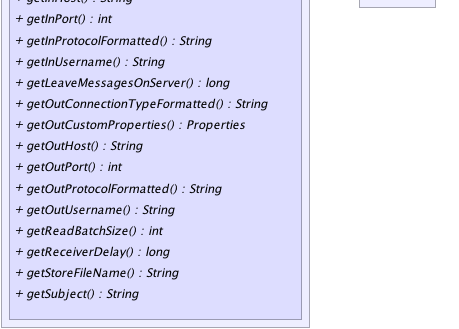 + getInHost() : String
+ getInPort() : int
+ getInProtocolFormatted() : String
+ getInUsername() : String
+ getLeaveMessagesOnServer() : long
+ getOutConnectionTypeFormatted() : String
+ getOutCustomProperties() : Properties
+ getOutHost() : String
+ getOutPort() : int
+ getOutProtocolFormatted() : String
+ getOutUsername() : String
+ getReadBatchSize() : int
+ getReceiverDelay() : long
+ getStoreFileName() : String
+ getSubject() : String